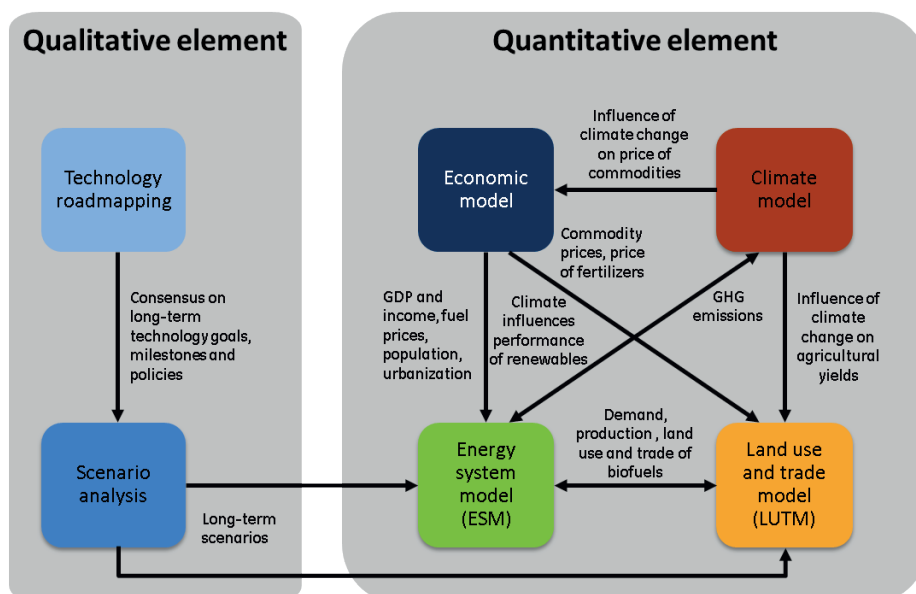 Qualitative element
Quantitative element
Technology
roadmapping
Consensus on
long-term
technology goals,
milestones and
policies
Scenario
analysis
Long-term
scenarios
Economic
model
Influence of
climate change
on price of
commodities
Climate
model
Commodity
prices, price
of fertilizers
GDP and
income, fuel
prices,
population,
urbanization
Climate
influences
performance
of renewables
GHG
emissions
Influence of
climate
change on
agricultural
yields
Energy
system
model
(ESM)
Demand,
production , land
use and trade of
biofuels
Land use
and trade
model
(LUTM)